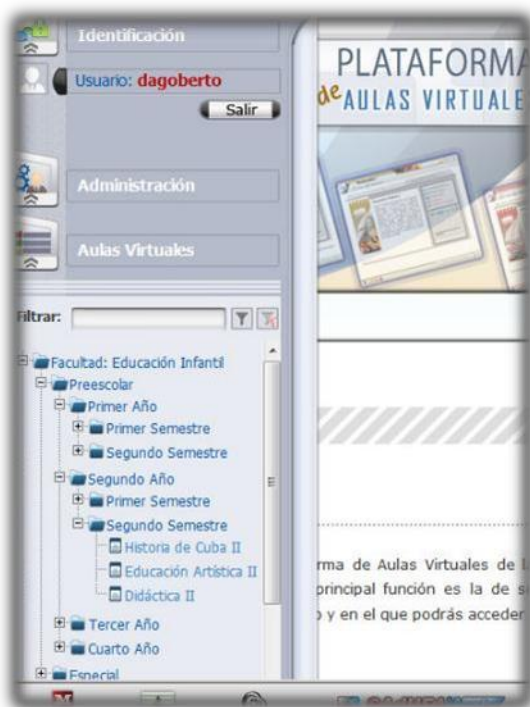 Identificación
Usuario: dagoberto
Salir
Administración
Aulas Virtuales
Filtrar:
Facultad: Educación Infantil
Preescolar
Primer Año
Primer Semestre
Segundo Semestre
Segundo Año
Primer Semestre
Segundo Semestre
Historia de Cuba II
Educación Artística II
Didáctica II
Tercer Año
Cuarto Año
Especial
PLATAFORMA
de AULAS VIRTUALE
rma de Aulas Virtuales de l
principal función es la de s
o y en el que podrás acceder